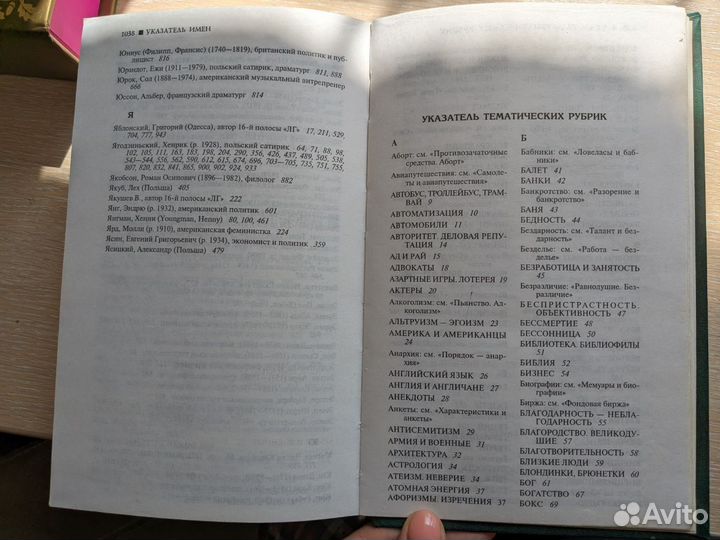 1038 ■ УКАЗАТЕЛЬ ИМЕН
Юниус (Филипп, Фрэнсис) (1740—1819), британский политик и пуб-
лицист 816
Юрандот, Ежи (1911—1979), польский сатирик, драматург 811, 888
Юрок, Сол (1888—1974), американский музыкальный антрепренер
666
Юссон, Альбер, французский драматург 814
Я
Яблонский, Григорий (Одесса), автор 16-й полосы «ЛГ» 17, 211, 529,
704, 777, 943
Ягодзиньский, Хенрик (р. 1928), польский сатирик 64, 71, 88, 98,
102, 105, 111, 163, 183, 198, 204, 290, 356, 426, 437, 489, 505, 538,
543—544, 556, 562, 590, 612, 615, 674, 696, 703—705, 735, 751, 755,
807, 820, 832, 841, 865, 900, 902, 924, 933
Якобсон, Роман Осипович (1896—1982), филолог 882
Якуб, Лех (Польша) 405
Якушев В., автор 16-й полосы «ЛГ» 222
Янг, Эндрю (р. 1932), американский политик 601
Янгман, Хенни (Youngman, Henny) 80, 100, 461
Ярд, Молли (р. 1910), американская феминистка 224
Ясин, Евгений Григорьевич (р. 1934), экономист и политик 359
Ясицкий, Александр (Польша) 479
УКАЗАТЕЛЬ ТЕМАТИЧЕСКИХ РУБРИК
А
Аборт: см. «Противозачаточные
средства. Аборт»
Авиапутешествия: см. «Самоле-
ты и авиапутешествия»
АВТОБУС, ТРОЛЛЕЙБУС, ТРАМ-
ВАЙ 9
АВТОМАТИЗАЦИЯ 10
АВТОМОБИЛИ 11
АВТОРИТЕТ. ДЕЛОВАЯ РЕПУ-
ТАЦИЯ 14
АД И РАЙ 15
АДВОКАТЫ 18
АЗАРТНЫЕ ИГРЫ. ЛОТЕРЕЯ 19
АКТЕРЫ 20
Алкоголизм: см. «Пьянство. Ал-
коголизм»
АЛЬТРУИЗМ — ЭГОИЗМ 23
АМЕРИКА И АМЕРИКАНЦЫ
24
Анархия: см. «Порядок — анар-
хия»
АНГЛИЙСКИЙ ЯЗЫК 26
АНГЛИЯ И АНГЛИЧАНЕ 27
АНЕКДОТЫ 28
Анкеты: см. «Характеристики и
анкеты»
АНТИСЕМИТИЗМ 29
АРМИЯ И ВОЕННЫЕ 31
АРХИТЕКТУРА 32
АСТРОЛОГИЯ 34
АТЕИЗМ. НЕВЕРИЕ 34
АТОМНАЯ ЭНЕРГИЯ 37
АФОРИЗМЫ. ИЗРЕЧЕНИЯ 37
Б
Бабники: см. «Ловеласы и баб-
ники»
БАЛЕТ 41
БАНКИ 42
Банкротство: см. «Разорение и
банкротство»
БАНЯ 43
БЕДНОСТЬ 44
Бездарность: см. «Талант и без-
дарность»
Безделье: см. «Работа — без-
делье»
БЕЗРАБОТИЦА И ЗАНЯТОСТЬ
45
Безразличие: см. «Равнодушие. Без-
различие»
БЕСПРИСТРАСТНОСТЬ.
ОБЪЕКТИВНОСТЬ 47
БЕССМЕРТИЕ 48
БЕССОННИЦА 50
БИБЛИОТЕКА. БИБЛИОФИЛЫ
51
БИБЛИЯ 52
БИЗНЕС 54
Биографии: см. «Мемуары и био-
графии»
Биржа: см. «Фондовая биржа»
БЛАГОДАРНОСТЬ — НЕБЛА-
ГОДАРНОСТЬ 55
БЛАГОРОДСТВО. ВЕЛИКОДУ-
ШИЕ 57
БЛАГОТВОРИТЕЛЬНОСТЬ 58
БЛИЗКИЕ ЛЮДИ 59
БЛОНДИНКИ, БРЮНЕТКИ 60
БОГ 61
БОГАТСТВО 67
БОКС 69
Avito